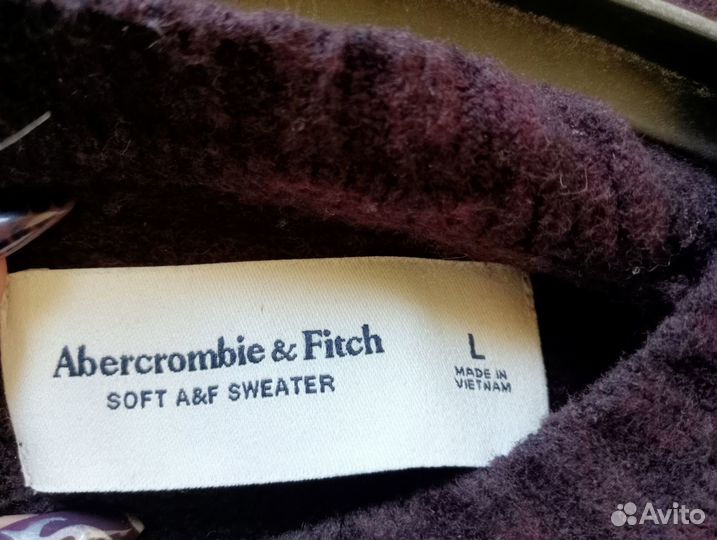 Abercrombie & Fitch
SOFT A&F SWEATER
L
MADE IN
VIETNAM
Avito